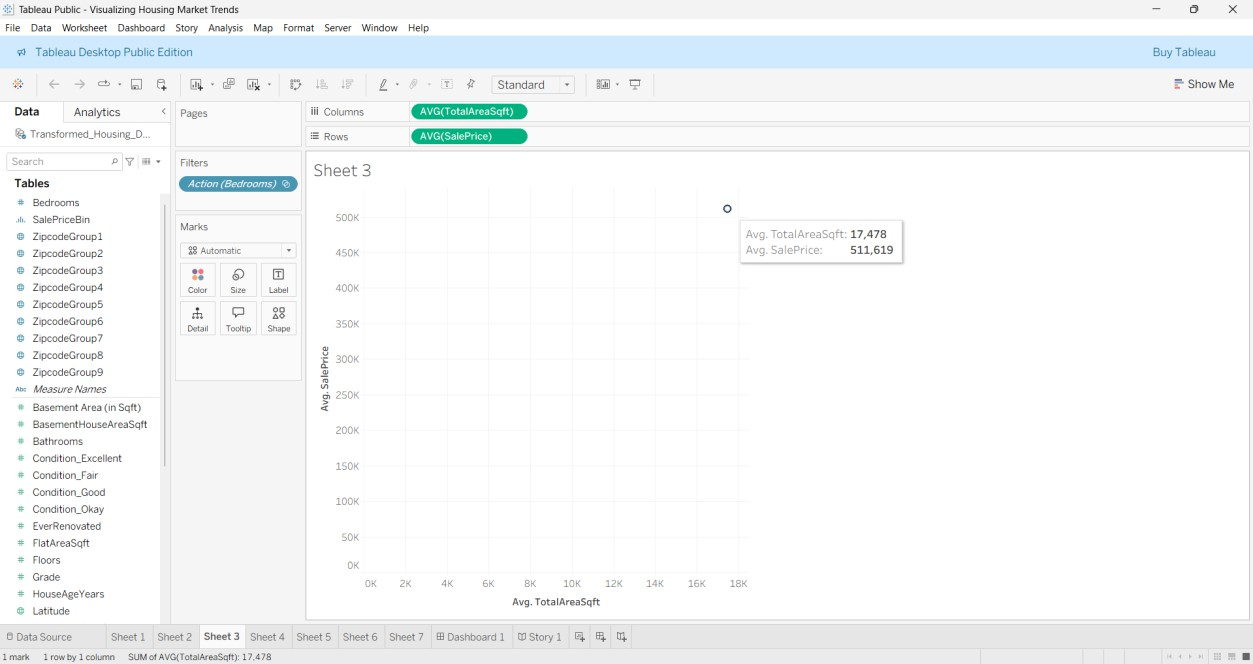 Tableau Public - Visualizing Housing Market Trends
File Data Worksheet Dashboard Story Analysis Map Format Server Window Help
Tableau Desktop Public Edition
Buy Tableau
Standard
Show Me
Data Analytics
Transformed_Housing_D...
Search
Tables
Bedrooms
SalePriceBin
ZipcodeGroup1
ZipcodeGroup2
ZipcodeGroup3
ZipcodeGroup4
ZipcodeGroup5
ZipcodeGroup6
ZipcodeGroup7
ZipcodeGroup8
ZipcodeGroup9
Abc Measure Names
Basement Area (in Sqft)
BasementHouseAreaSqft
Bathrooms
Condition_Excellent
Condition_Fair
Condition_Good
Condition_Okay
EverRenovated
FlatAreaSqft
Floors
Grade
HouseAgeYears
Latitude
Pages
Filters
Action (Bedrooms)
Marks
Automatic
Color Size Label
Detail Tooltip Shape
Columns
AVG(TotalAreaSqft)
Rows
AVG(SalePrice)
Sheet 3
500K
450K
400K
350K
300K
250K
200K
150K
100K
50K
0K
Avg. SalePrice
0K 2K 4K 6K 8K 10K 12K 14K 16K 18K
Avg. TotalAreaSqft
Avg. TotalAreaSqft: 17,478
Avg. SalePrice: 511,619
Data Source Sheet 1 Sheet 2 Sheet 3 Sheet 4 Sheet 5 Sheet 6 Sheet 7 Dashboard 1 Story 1
1 mark 1 row by 1 column SUM of AVG(TotalAreaSqft): 17,478